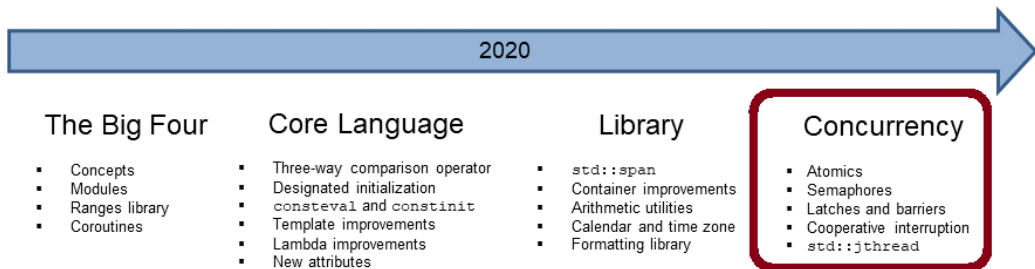 2020
The Big Four
▪ Concepts
▪ Modules
▪ Ranges library
▪ Coroutines
Core Language
▪ Three-way comparison operator
▪ Designated initialization
▪ consteval and constinit
▪ Template improvements
▪ Lambda improvements
▪ New attributes
Library
▪ std::span
▪ Container improvements
▪ Arithmetic utilities
▪ Calendar and time zone
▪ Formatting library
Concurrency
▪ Atomics
▪ Semaphores
▪ Latches and barriers
▪ Cooperative interruption
▪ std::jthread